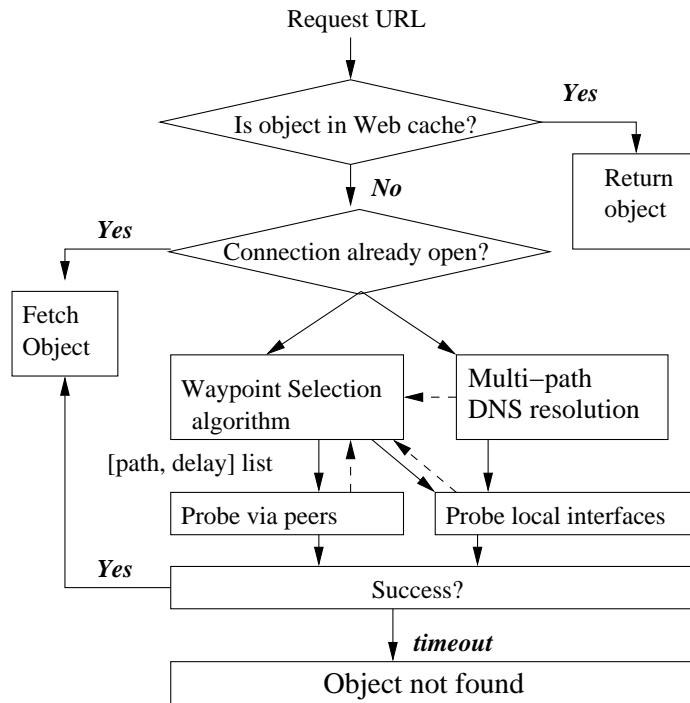 Request URL
Is object in Web cache?
Yes
Return
object
No
Yes
Connection already open?
Fetch
Object
Waypoint Selection
algorithm
Multi−path
DNS resolution
[path, delay] list
Probe via peers
Probe local interfaces
Yes
Success?
timeout
Object not found